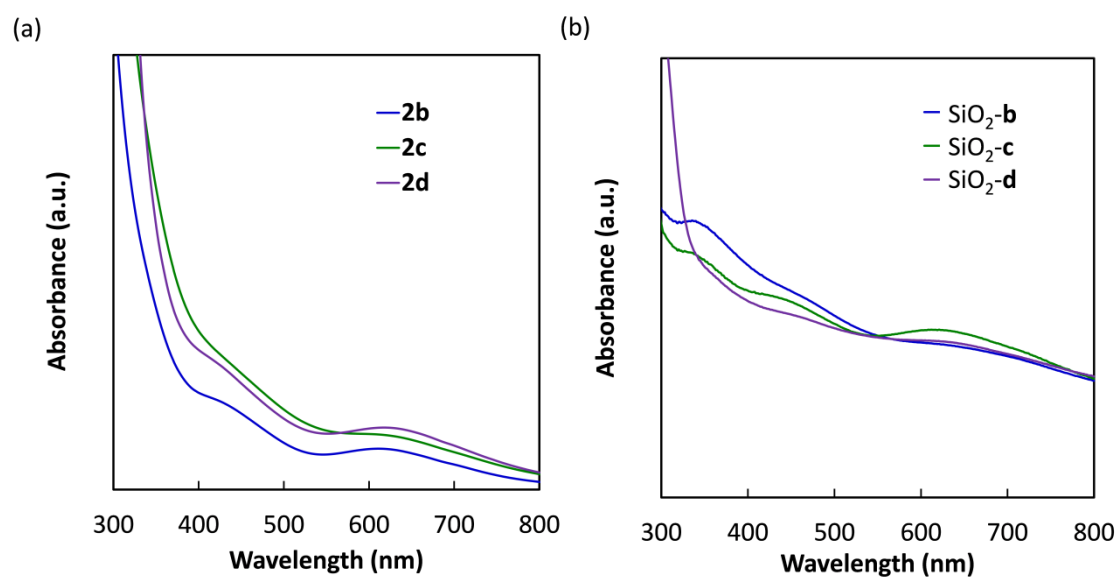 (a)
2b
2c
2d
Absorbance (a.u.)
300 400 500 600 700 800
Wavelength (nm)
(b)
SiO₂-b
SiO₂-c
SiO₂-d
Absorbance (a.u.)
300 400 500 600 700 800
Wavelength (nm)